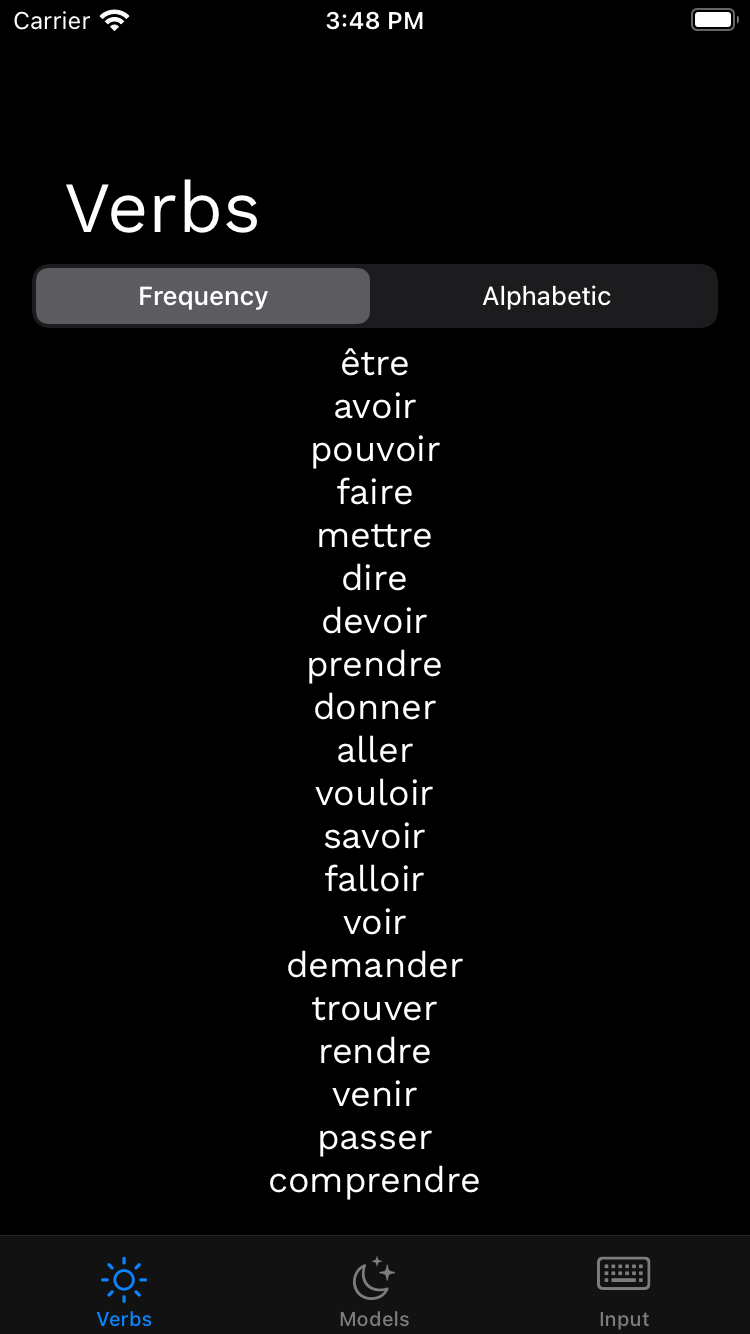 Carrier 3:48 PM
Verbs
Frequency Alphabetic
être
avoir
pouvoir
faire
mettre
dire
devoir
prendre
donner
aller
vouloir
savoir
falloir
voir
demander
trouver
rendre
venir
passer
comprendre
Verbs Models Input